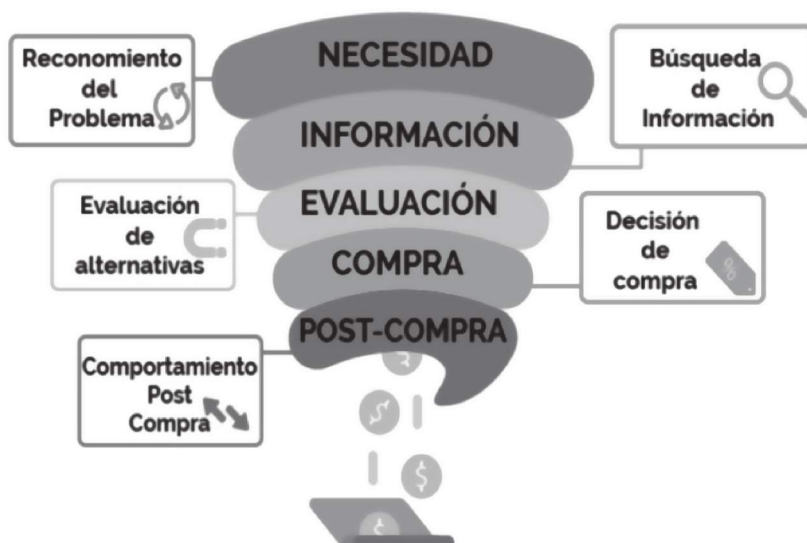 NECESIDAD
Reconomiento
del
Problema
Búsqueda
de
Información
INFORMACIÓN
EVALUACIÓN
Evaluación
de
alternativas
COMPRA
Decisión
de
compra
%
POST-COMPRA
Comportamiento
Post
Compra
$
$
$